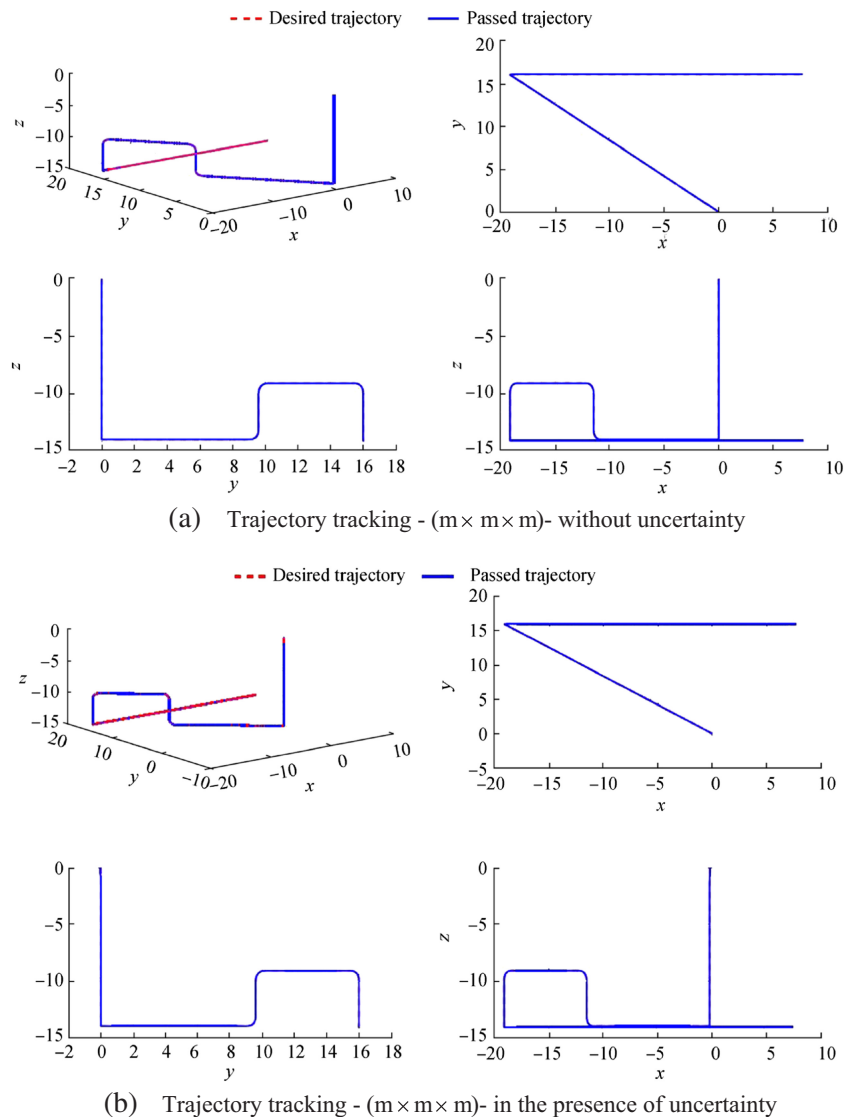 Desired trajectory Passed trajectory
0
−5
−10
−15
z
20
15
10
5
0
y
−20
−10
0
10
x
20
15
10
5
0
y
−20 −15 −10 −5 0 5 10
x
0
−5
−10
−15
z
−2 0 2 4 6 8 10 12 14 16 18
y
0
−5
−10
−15
z
−20 −15 −10 −5 0 5 10
x
(a) Trajectory tracking - (m × m × m)- without uncertainty
Desired trajectory Passed trajectory
0
−5
−10
−15
z
20
10
0
−10
y
−20
−10
0
10
x
20
15
10
5
0
−5
y
−20 −15 −10 −5 0 5 10
x
0
−5
−10
−15
z
−2 0 2 4 6 8 10 12 14 16 18
y
0
−5
−10
−15
z
−20 −15 −10 −5 0 5 10
x
(b) Trajectory tracking - (m × m × m)- in the presence of uncertainty